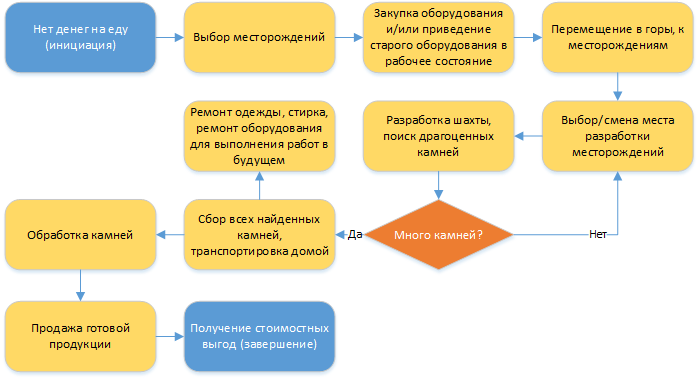 Нет денег на еду
(инициация)
Выбор месторождений
Закупка оборудования
и/или приведение
старого оборудования в
рабочее состояние
Перемещение в горы, к
месторождениям
Выбор/смена места
разработки
месторождений
Разработка шахты,
поиск драгоценных
камней
Много камней?
Нет
Да
Сбор всех найденных
камней,
транспортировка домой
Ремонт одежды, стирка,
ремонт оборудования
для выполнения работ в
будущем
Обработка камней
Продажа готовой
продукции
Получение стоимостных
выгод (завершение)